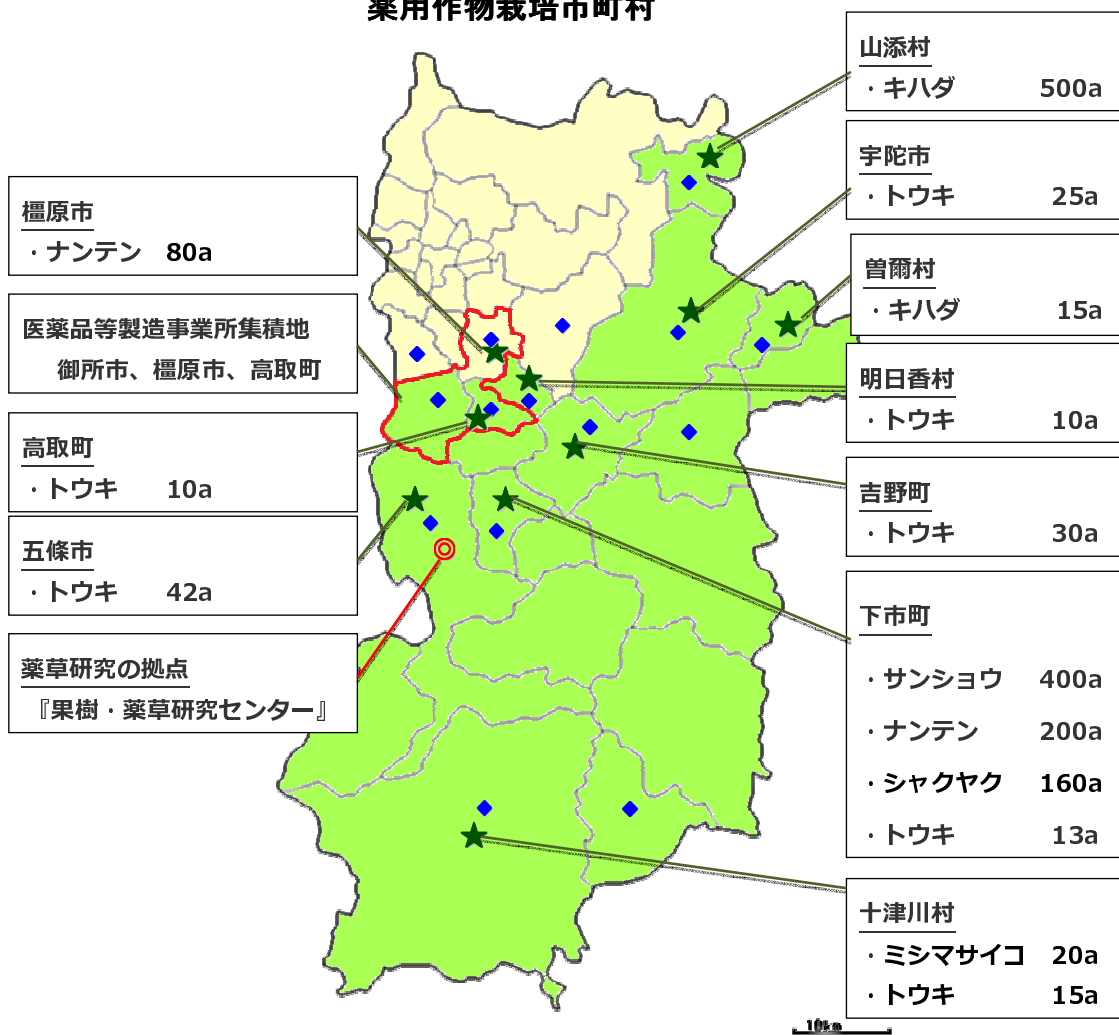 薬用作物栽培市町村
橿原市
・ナンテン 80a
医薬品等製造事業所集積地
御所市、橿原市、高取町
高取町
・トウキ 10a
五條市
・トウキ 42a
薬草研究の拠点
『果樹・薬草研究センター』
山添村
・キハダ 500a
宇陀市
・トウキ 25a
曽爾村
・キハダ 15a
明日香村
・トウキ 10a
吉野町
・トウキ 30a
下市町
・サンショウ 400a
・ナンテン 200a
・シャクヤク 160a
・トウキ 13a
十津川村
・ミシマサイコ 20a
・トウキ 15a
10km